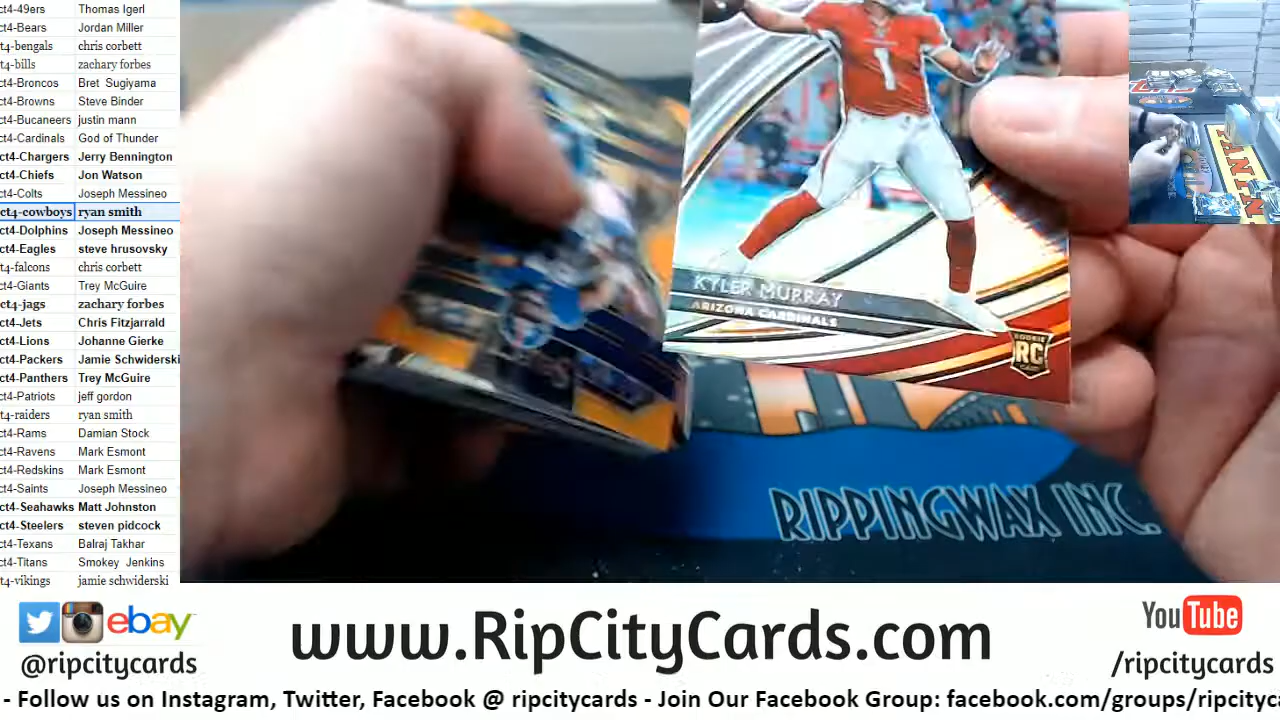 ct4-49ers Thomas Igerl
ct4-Bears Jordan Miller
t4-bengals chris corbett
t4-bills zachary forbes
ct4-Broncos Bret Sugiyama
ct4-Browns Steve Binder
ct4-Bucaneers justin mann
ct4-Cardinals God of Thunder
ct4-Chargers Jerry Bennington
ct4-Chiefs Jon Watson
ct4-Colts Joseph Messineo
ct4-cowboys ryan smith
ct4-Dolphins Joseph Messineo
ct4-Eagles steve hrusovsky
ct4-falcons chris corbett
ct4-Giants Trey McGuire
ct4-jags zachary forbes
ct4-Jets Chris Fitzjarrald
ct4-Lions Johanne Gierke
ct4-Packers Jamie Schwiderski
ct4-Panthers Trey McGuire
ct4-Patriots jeff gordon
t4-raiders ryan smith
ct4-Rams Damian Stock
ct4-Ravens Mark Esmont
ct4-Redskins Mark Esmont
ct4-Saints Joseph Messineo
ct4-Seahawks Matt Johnston
ct4-Steelers steven pidcock
ct4-Texans Balraj Takhar
ct4-Titans Smokey Jenkins
t4-vikings jamie schwiderski
1
KYLER MURRAY
ARIZONA CARDINALS
ROOKIE
RC
CARD
RIPPINGWAX INC.
ebay
@ripcitycards
www.RipCityCards.com
YouTube
/ripcitycards
- Follow us on Instagram, Twitter, Facebook @ ripcitycards - Join Our Facebook Group: facebook.com/groups/ripcityca